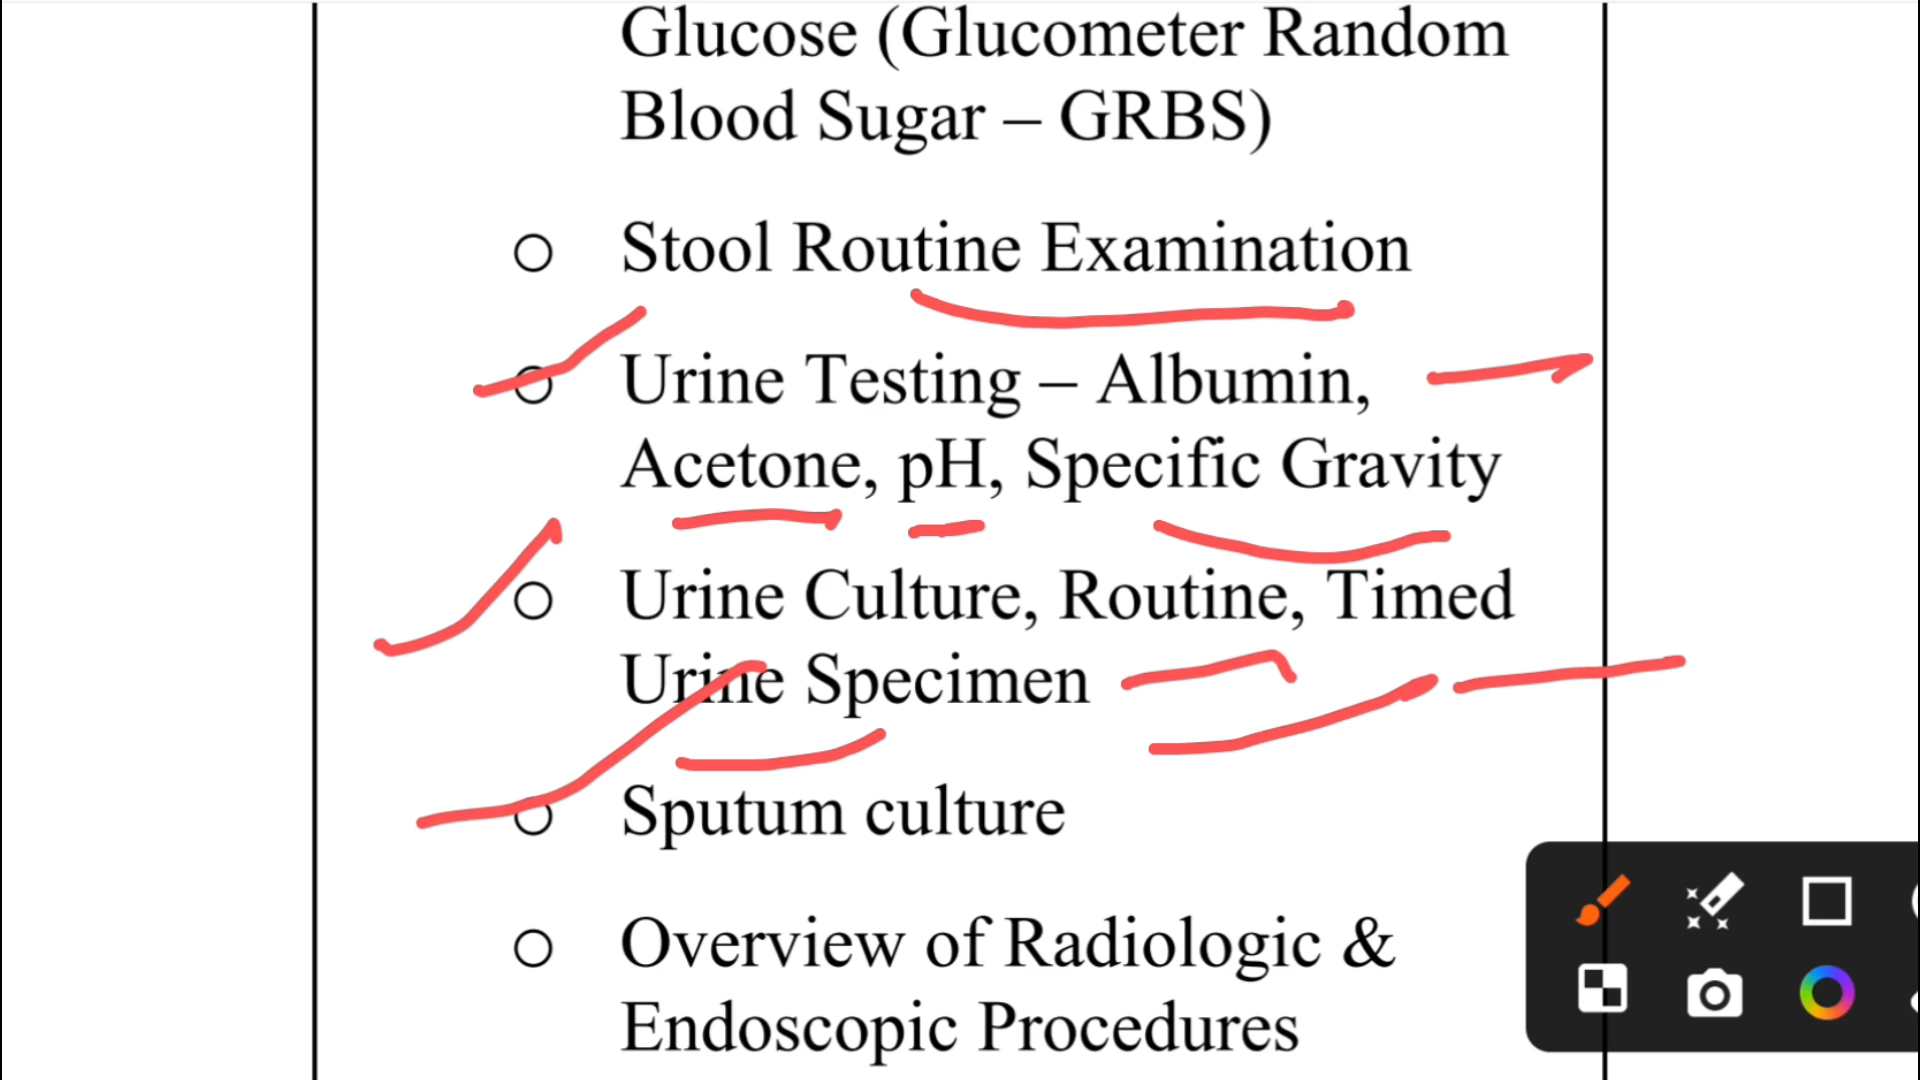 Glucose (Glucometer Random
Blood Sugar – GRBS)
○ Stool Routine Examination
○ Urine Testing – Albumin,
Acetone, pH, Specific Gravity
○ Urine Culture, Routine, Timed
Urine Specimen
○ Sputum culture
○ Overview of Radiologic &
Endoscopic Procedures